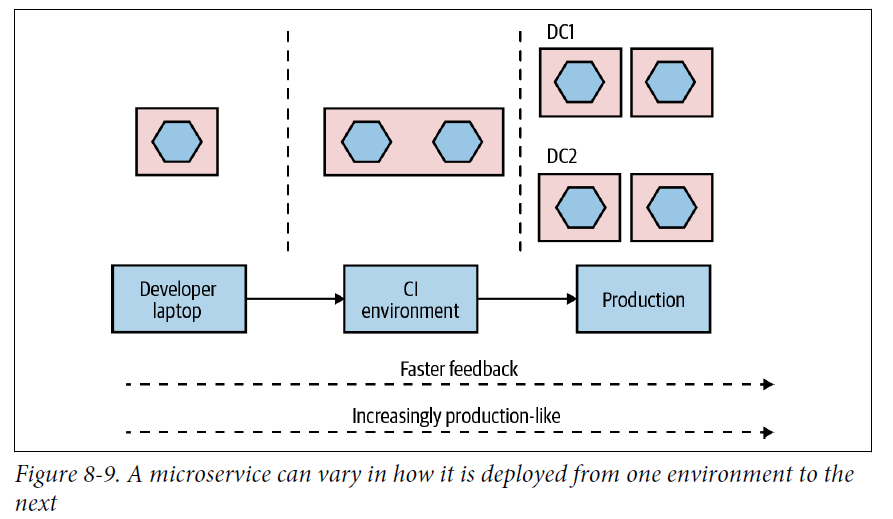 DC1
DC2
Developer
laptop
CI
environment
Production
Faster feedback
Increasingly production-like
Figure 8-9. A microservice can vary in how it is deployed from one environment to the
next